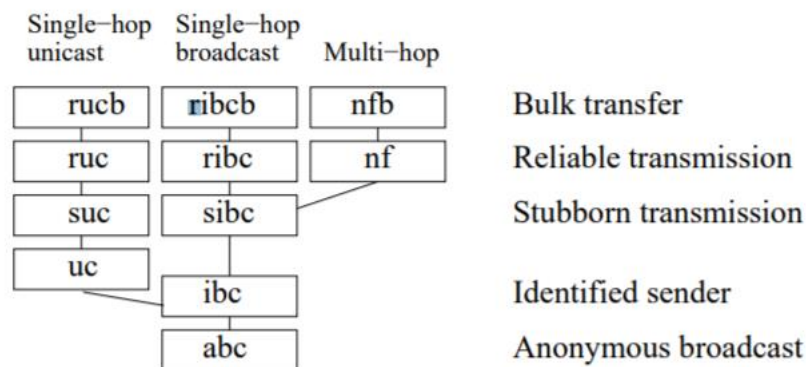 Single−hop unicast
Single−hop broadcast
Multi−hop
rucb ribcb nfb Bulk transfer
ruc ribc nf Reliable transmission
suc sibc Stubborn transmission
uc
ibc Identified sender
abc Anonymous broadcast